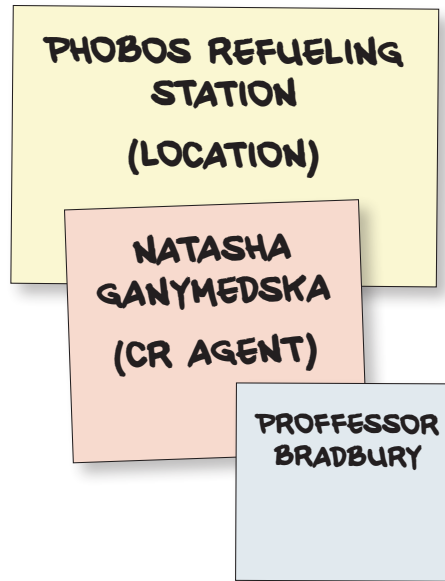 PHOBOS REFUELING
STATION
(LOCATION)
NATASHA
GANYMEDSKA
(CR AGENT)
PROFFESSOR
BRADBURY